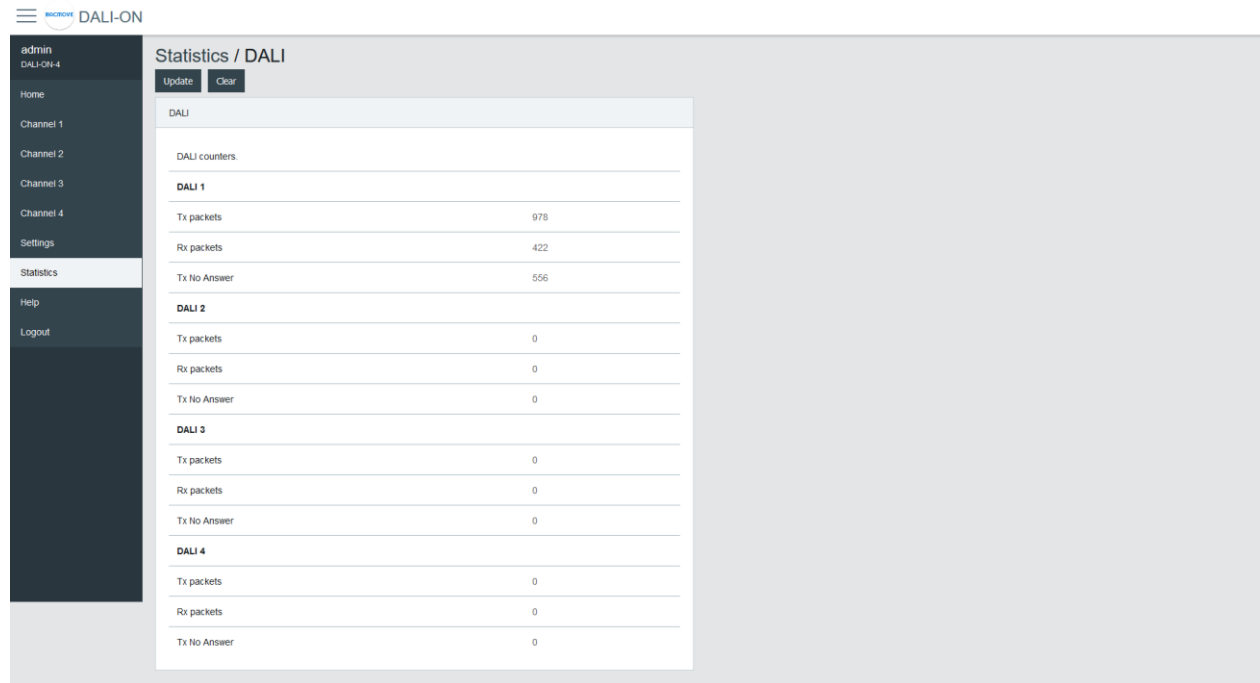 BACMOVE DALI-ON
admin
DALI-ON-4
Home
Channel 1
Channel 2
Channel 3
Channel 4
Settings
Statistics
Help
Logout
Statistics / DALI
Update Clear
DALI
DALI counters.
DALI 1
Tx packets 978
Rx packets 422
Tx No Answer 556
DALI 2
Tx packets 0
Rx packets 0
Tx No Answer 0
DALI 3
Tx packets 0
Rx packets 0
Tx No Answer 0
DALI 4
Tx packets 0
Rx packets 0
Tx No Answer 0